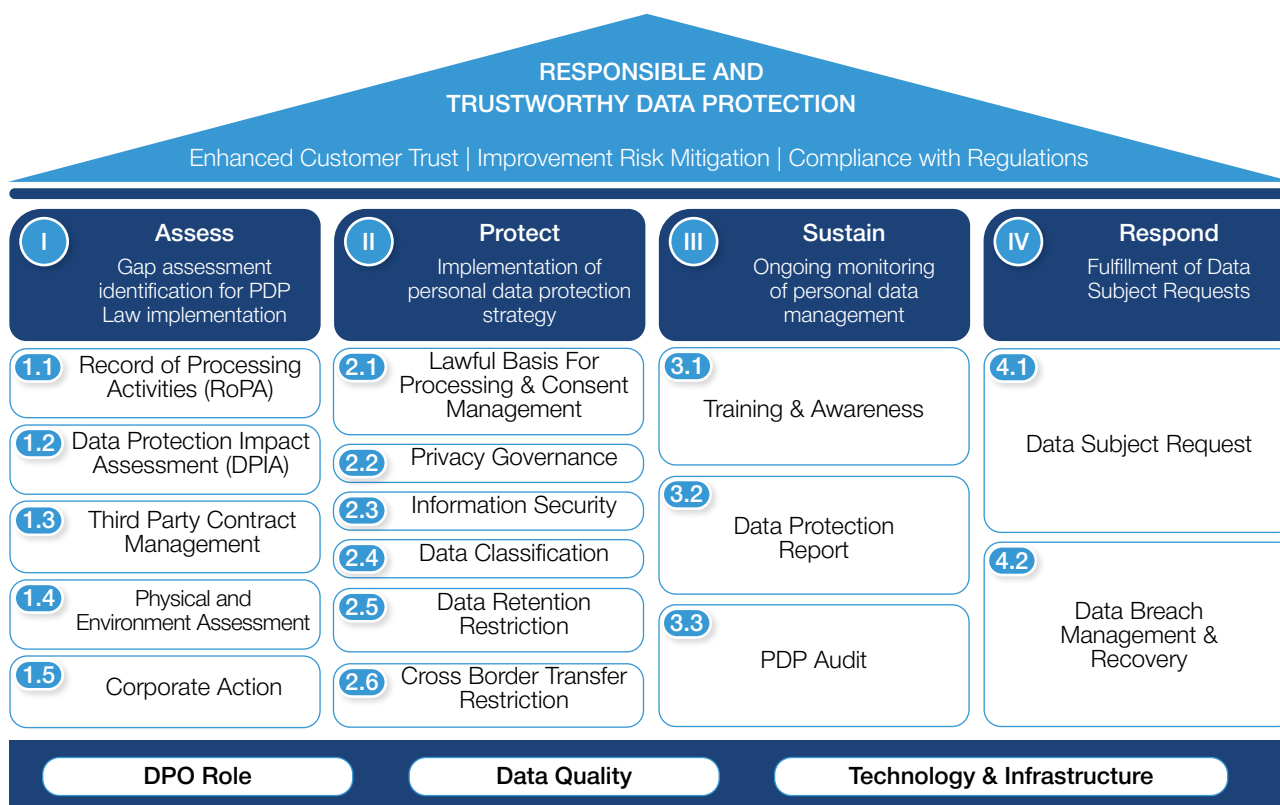 RESPONSIBLE AND
TRUSTWORTHY DATA PROTECTION
Enhanced Customer Trust | Improvement Risk Mitigation | Compliance with Regulations
I
Assess
Gap assessment
identification for PDP
Law implementation
1.1
Record of Processing
Activities (RoPA)
1.2
Data Protection Impact
Assessment (DPIA)
1.3
Third Party Contract
Management
1.4
Physical and
Environment Assessment
1.5
Corporate Action
II
Protect
Implementation of
personal data protection
strategy
2.1
Lawful Basis For
Processing & Consent
Management
2.2
Privacy Governance
2.3
Information Security
2.4
Data Classification
2.5
Data Retention
Restriction
2.6
Cross Border Transfer
Restriction
III
Sustain
Ongoing monitoring
of personal data
management
3.1
Training & Awareness
3.2
Data Protection
Report
3.3
PDP Audit
IV
Respond
Fulfillment of Data
Subject Requests
4.1
Data Subject Request
4.2
Data Breach
Management &
Recovery
DPO Role
Data Quality
Technology & Infrastructure